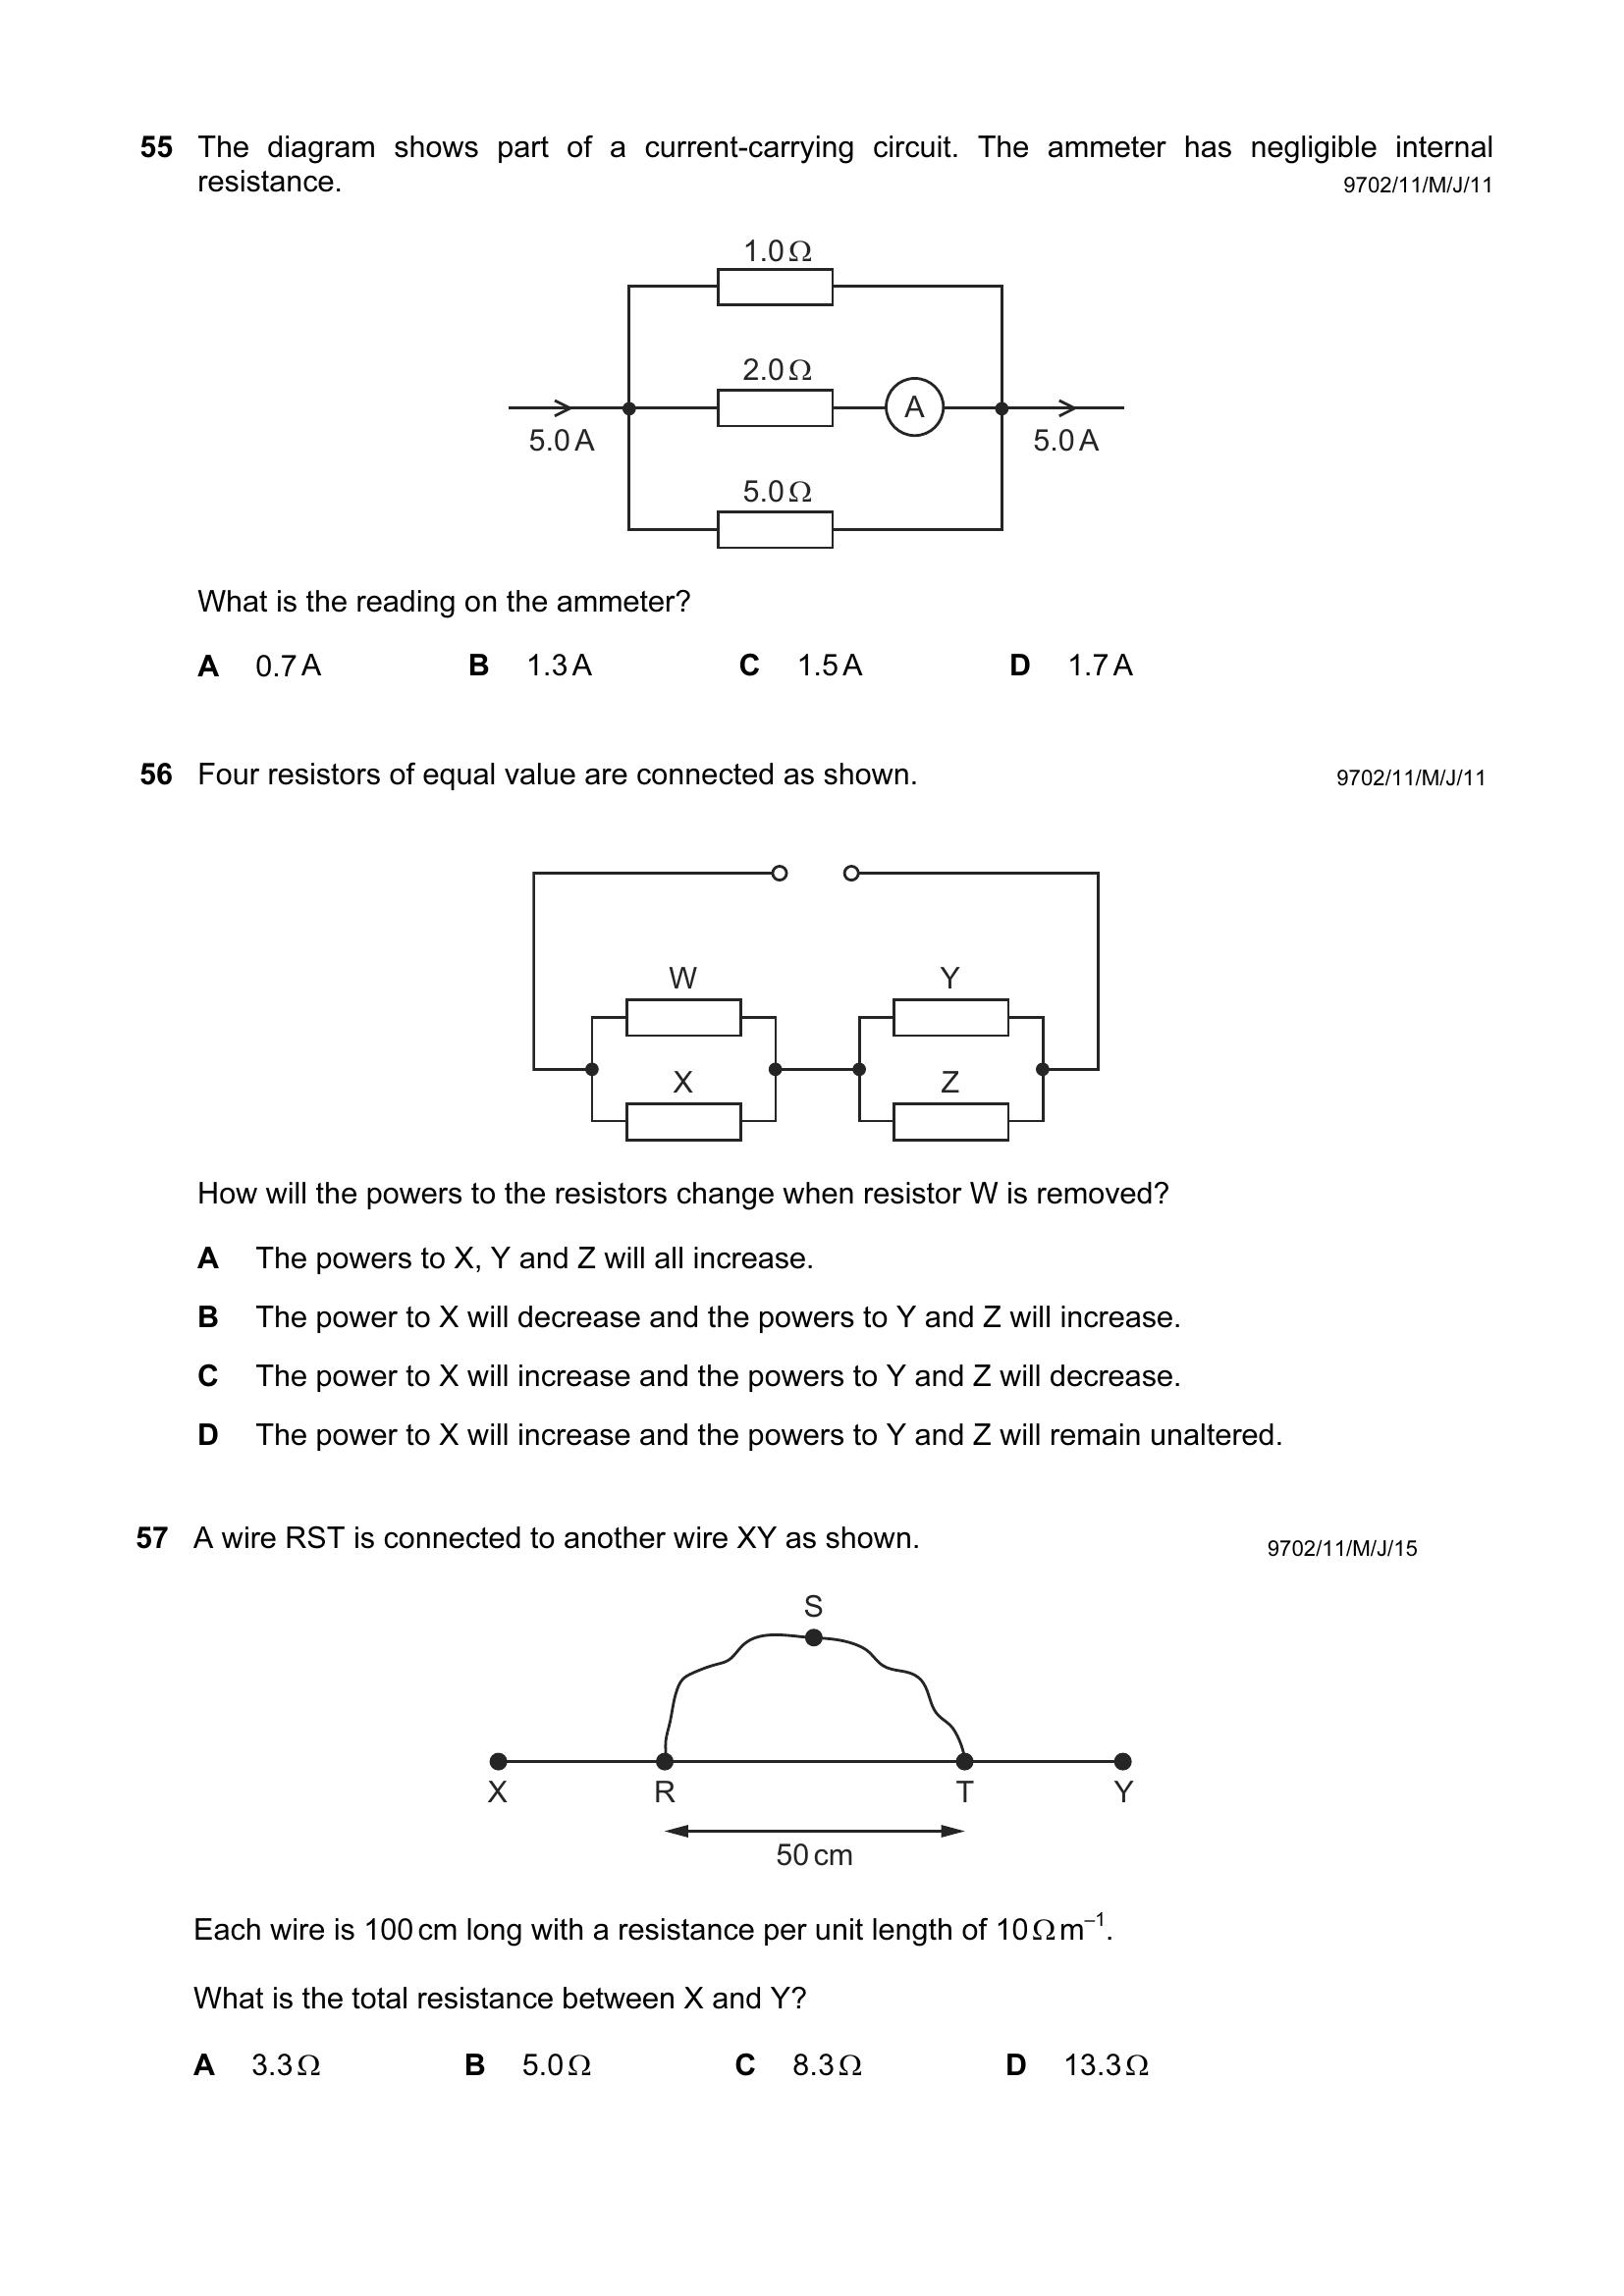 55 The diagram shows part of a current-carrying circuit. The ammeter has negligible internal
resistance. 9702/11/M/J/11
1.0 Ω
2.0 Ω
A
5.0 A 5.0 A
5.0 Ω
What is the reading on the ammeter?
A 0.7 A B 1.3 A C 1.5 A D 1.7 A
56 Four resistors of equal value are connected as shown. 9702/11/M/J/11
W Y
X Z
How will the powers to the resistors change when resistor W is removed?
A The powers to X, Y and Z will all increase.
B The power to X will decrease and the powers to Y and Z will increase.
C The power to X will increase and the powers to Y and Z will decrease.
D The power to X will increase and the powers to Y and Z will remain unaltered.
57 A wire RST is connected to another wire XY as shown. 9702/11/M/J/15
S
X R T Y
50 cm
Each wire is 100 cm long with a resistance per unit length of 10 Ω m⁻¹.
What is the total resistance between X and Y?
A 3.3 Ω B 5.0 Ω C 8.3 Ω D 13.3 Ω